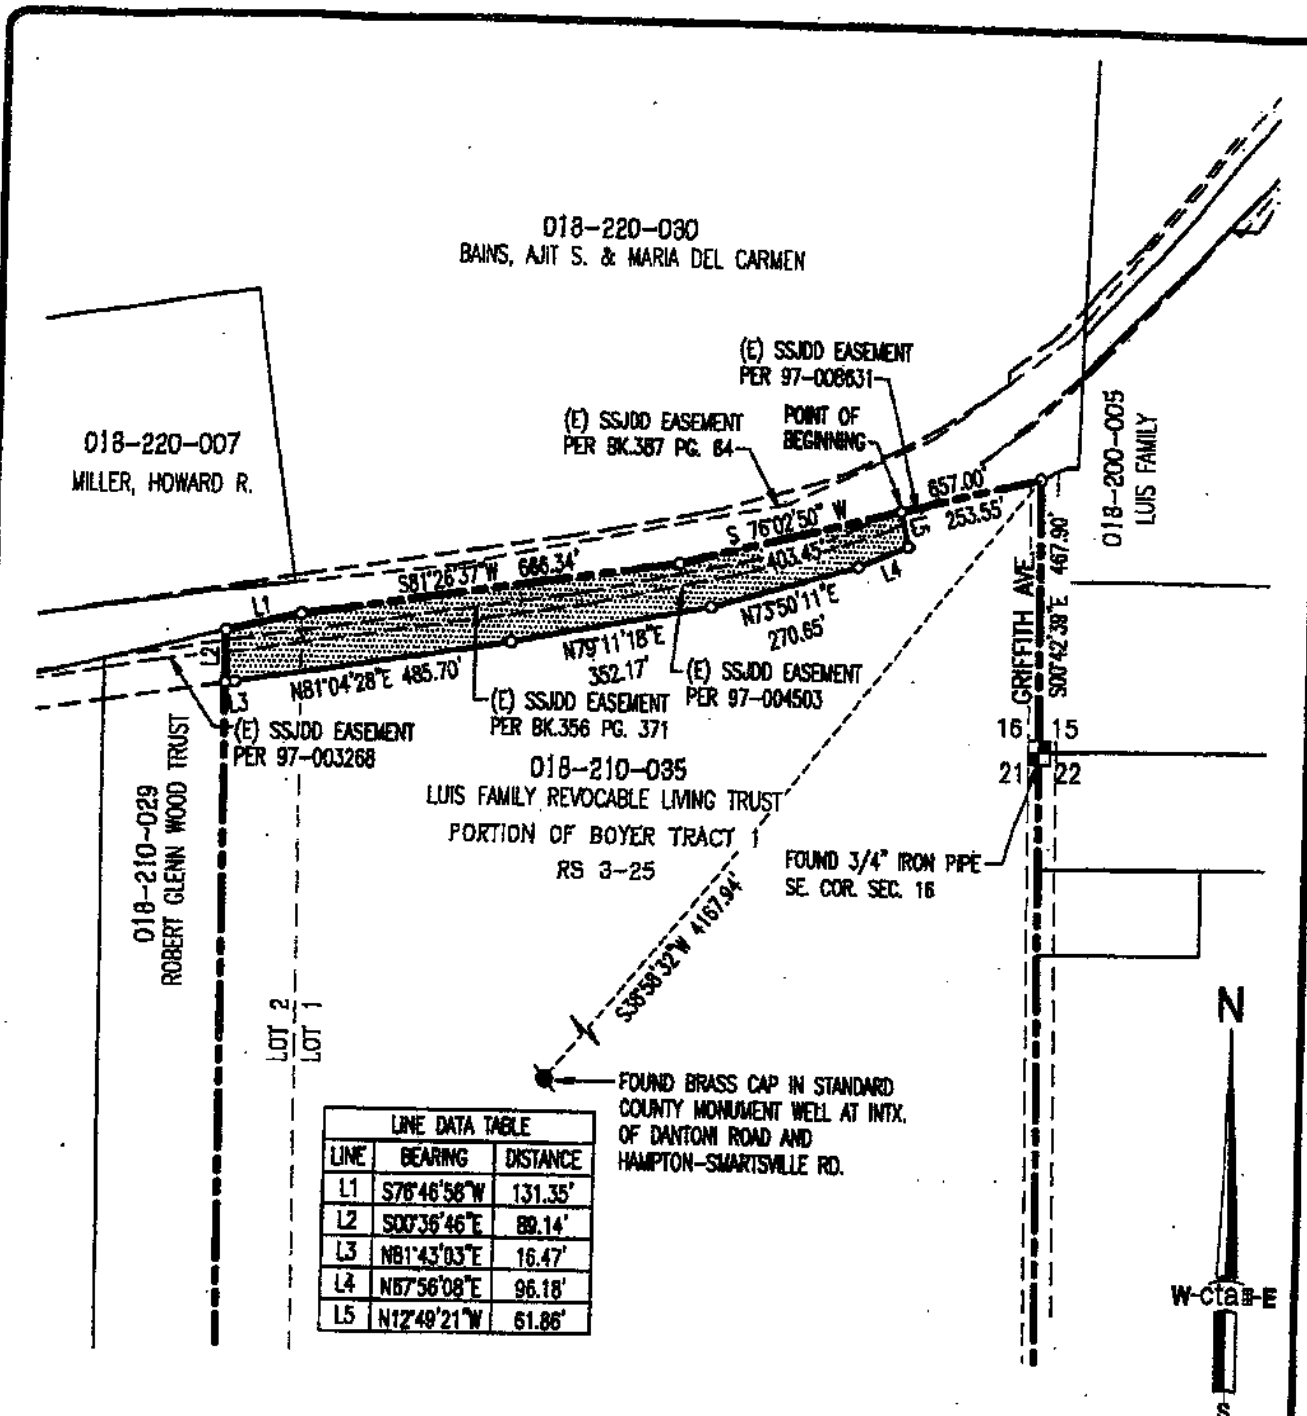 018-220-030
BAINS, AJIT S. & MARIA DEL CARMEN
(E) SSJDD EASEMENT
PER 97-008631
(E) SSJDD EASEMENT
PER BK.387 PG. 64
POINT OF
BEGINNING
018-220-007
MILLER, HOWARD R.
018-200-005
LUIS FAMILY
657.00'
253.55'
S 76°02'50" W
403.45'
S81°26'37"W 666.34'
L1
L2
L3
L4
L5
N73°50'11"E
270.65'
N79°11'18"E
352.17'
N81°04'28"E 485.70'
GRIFFITH AVE.
S00°42'39"E 467.90'
(E) SSJDD EASEMENT
PER 97-004503
(E) SSJDD EASEMENT
PER BK.356 PG. 371
(E) SSJDD EASEMENT
PER 97-003268
16 15
21 22
018-210-035
LUIS FAMILY REVOCABLE LIVING TRUST
PORTION OF BOYER TRACT 1
RS 3-25
018-210-029
ROBERT GLENN WOOD TRUST
FOUND 3/4" IRON PIPE
SE. COR. SEC. 16
S38°58'32"W 4167.94'
LOT 2
LOT 1
FOUND BRASS CAP IN STANDARD
COUNTY MONUMENT WELL AT INTX.
OF DANTONI ROAD AND
HAMPTON-SMARTSVILLE RD.
LINE DATA TABLE
LINE BEARING DISTANCE
L1 S76°46'58"W 131.35'
L2 S00°36'46"E 89.14'
L3 N81°43'03"E 16.47'
L4 N67°56'08"E 96.18'
L5 N12°49'21"W 61.86'
N
W-cta-E
S